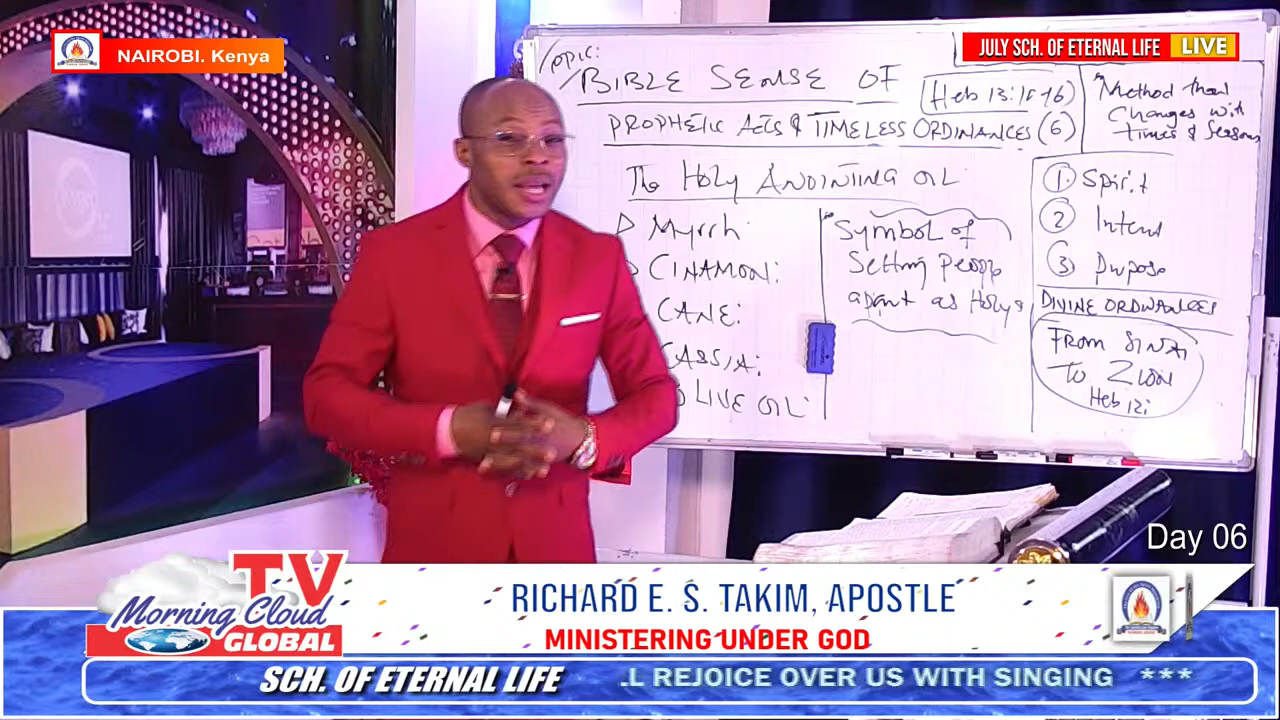 NAIROBI. Kenya
JULY SCH. OF ETERNAL LIFE LIVE
Topic:
BIBLE SENSE OF
Heb 13:10-16
PROPHETIC ACTS & TIMELESS ORDINANCES (6)
The HOLY ANOINTING OIL
Myrrh
CINAMON:
CANE:
CASSIA:
OLIVE OIL:
Symbol of
Setting People
apart as Holy &
Method that
Changes with
Times & Seasons
① Spirit
② Intent
③ Purpose
DIVINE ORDINANCES
FROM SINAI
To ZION
Heb 12:
Day 06
TV
Morning Cloud
GLOBAL
RICHARD E. S. TAKIM, APOSTLE
MINISTERING UNDER GOD
SCH. OF ETERNAL LIFE
.L REJOICE OVER US WITH SINGING ***